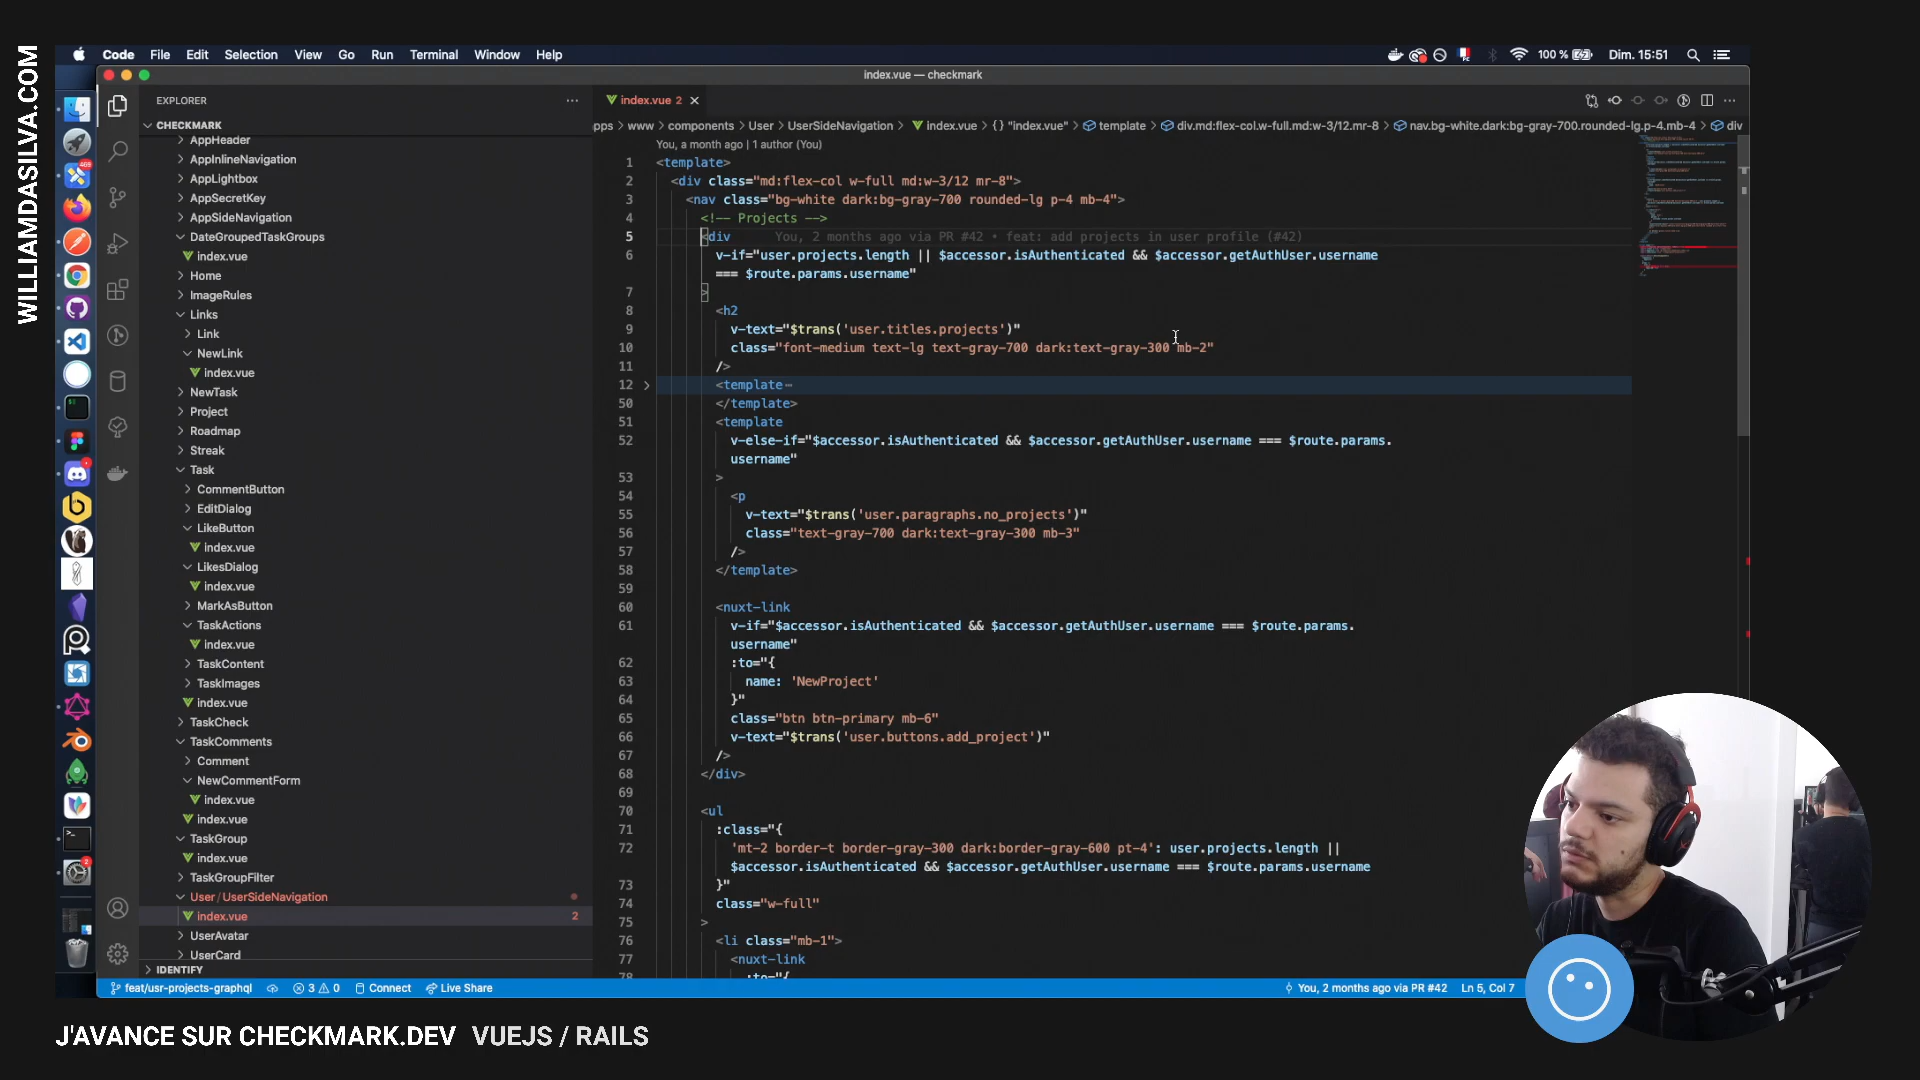 WILLIAMDASILVA.COM
Code File Edit Selection View Go Run Terminal Window Help
100 % Dim. 15:51
index.vue — checkmark
EXPLORER
CHECKMARK
AppHeader
AppInlineNavigation
AppLightbox
AppSecretKey
AppSideNavigation
DateGroupedTaskGroups
index.vue
Home
ImageRules
Links
Link
NewLink
index.vue
NewTask
Project
Roadmap
Streak
Task
CommentButton
EditDialog
LikeButton
index.vue
LikesDialog
index.vue
MarkAsButton
TaskActions
index.vue
TaskContent
TaskImages
index.vue
TaskCheck
TaskComments
Comment
NewCommentForm
index.vue
index.vue
TaskGroup
index.vue
TaskGroupFilter
User / UserSideNavigation
index.vue 2
UserAvatar
UserCard
IDENTIFY
index.vue 2
pps > www > components > User > UserSideNavigation > index.vue > {} "index.vue" > template > div.md:flex-col.w-full.md:w-3/12.mr-8 > nav.bg-white.dark:bg-gray-700.rounded-lg.p-4.mb-4 > div
You, a month ago | 1 author (You)
1 <template>
2 <div class="md:flex-col w-full md:w-3/12 mr-8">
3 <nav class="bg-white dark:bg-gray-700 rounded-lg p-4 mb-4">
4 <!-- Projects -->
5 <div You, 2 months ago via PR #42 • feat: add projects in user profile (#42)
6 v-if="user.projects.length || $accessor.isAuthenticated && $accessor.getAuthUser.username
=== $route.params.username"
7 >
8 <h2
9 v-text="$trans('user.titles.projects')"
10 class="font-medium text-lg text-gray-700 dark:text-gray-300 mb-2"
11 />
12 <template…
50 </template>
51 <template
52 v-else-if="$accessor.isAuthenticated && $accessor.getAuthUser.username === $route.params.
username"
53 >
54 <p
55 v-text="$trans('user.paragraphs.no_projects')"
56 class="text-gray-700 dark:text-gray-300 mb-3"
57 />
58 </template>
59
60 <nuxt-link
61 v-if="$accessor.isAuthenticated && $accessor.getAuthUser.username === $route.params.
username"
62 :to="{
63 name: 'NewProject'
64 }"
65 class="btn btn-primary mb-6"
66 v-text="$trans('user.buttons.add_project')"
67 />
68 </div>
69
70 <ul
71 :class="{
72 'mt-2 border-t border-gray-300 dark:border-gray-600 pt-4': user.projects.length ||
$accessor.isAuthenticated && $accessor.getAuthUser.username === $route.params.username
73 }"
74 class="w-full"
75 >
76 <li class="mb-1">
77 <nuxt-link
78 :to="{
feat/usr-projects-graphql 3 0 Connect Live Share
You, 2 months ago via PR #42 Ln 5, Col 7
J'AVANCE SUR CHECKMARK.DEV VUEJS / RAILS